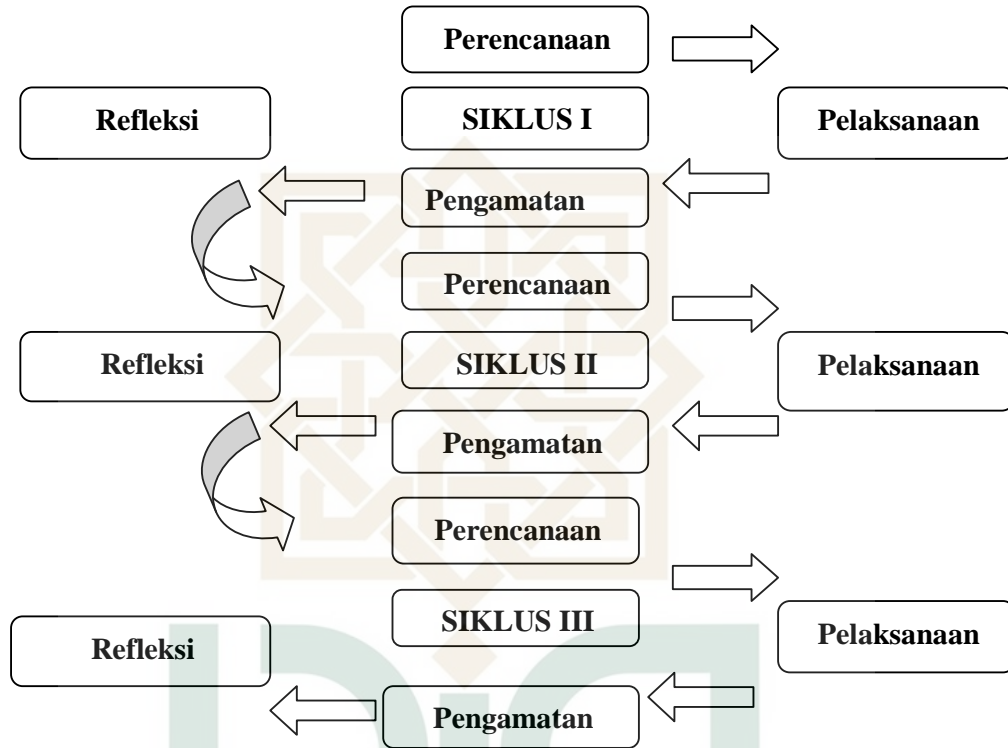 Perencanaan
Refleksi
SIKLUS I
Pelaksanaan
Pengamatan
Perencanaan
Refleksi
SIKLUS II
Pelaksanaan
Pengamatan
Perencanaan
Refleksi
SIKLUS III
Pelaksanaan
Pengamatan